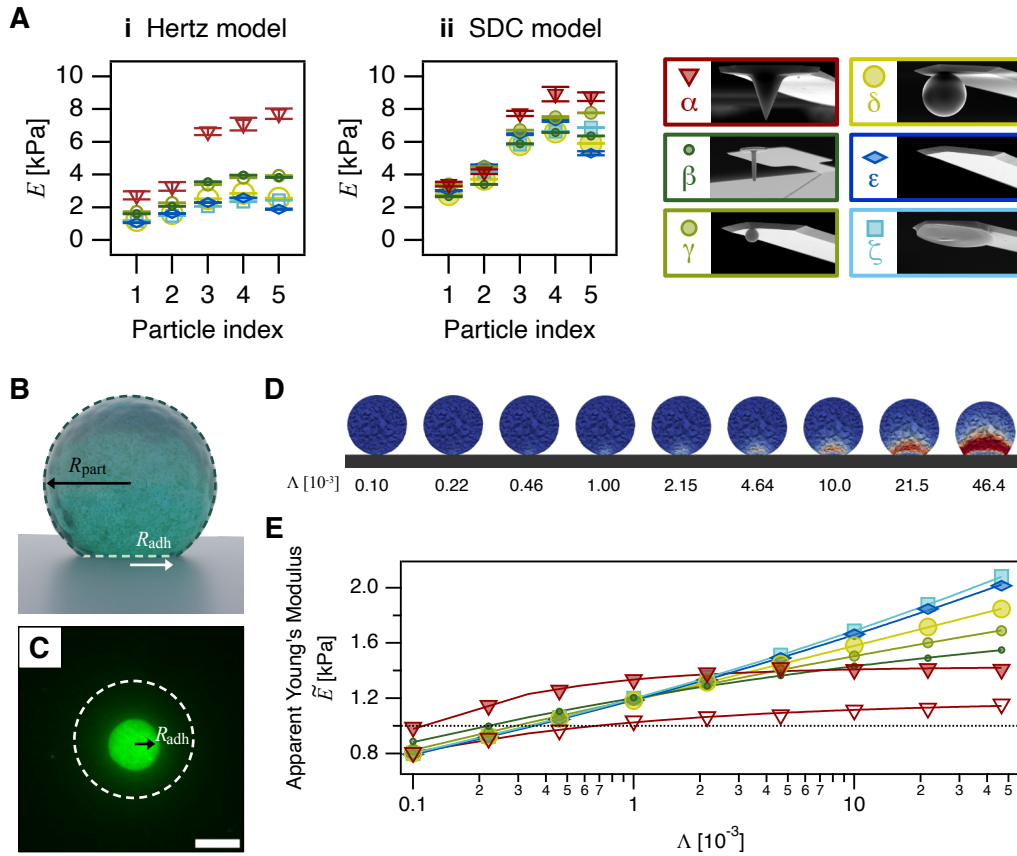 A
i Hertz model
ii SDC model
E [kPa]
10
8
6
4
2
0
1 2 3 4 5
Particle index
E [kPa]
10
8
6
4
2
0
1 2 3 4 5
Particle index
α
δ
β
ε
γ
ζ
B
R_part
R_adh
C
R_adh
D
Λ [10⁻³] 0.10 0.22 0.46 1.00 2.15 4.64 10.0 21.5 46.4
E
Apparent Young's Modulus
Ẽ [kPa]
2.0
1.6
1.2
0.8
2 3 4 5 6 7 2 3 4 5 6 7 2 3 4 5
0.1 1 10
Λ [10⁻³]